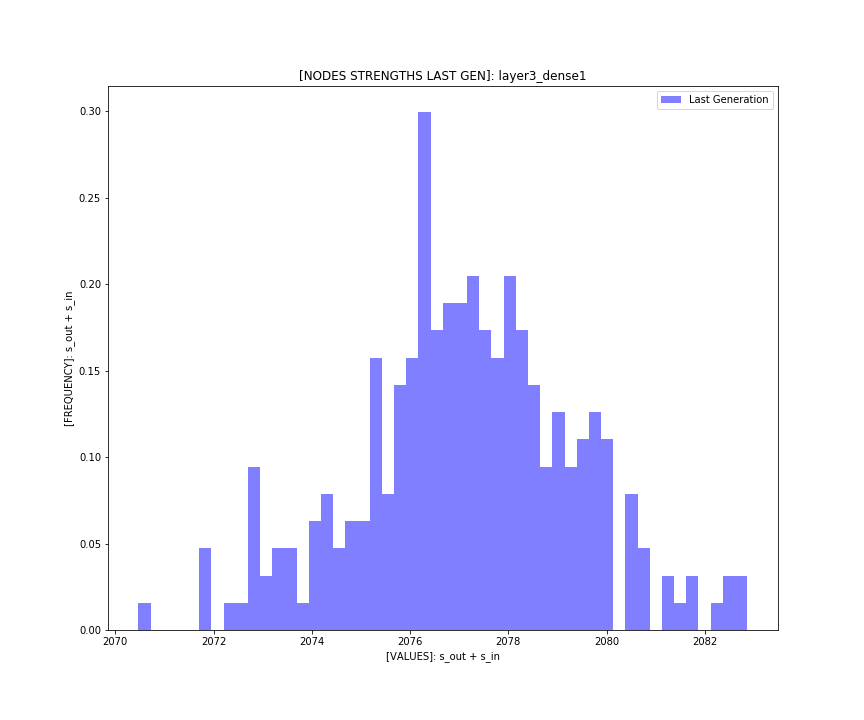 [NODES STRENGTHS LAST GEN]: layer3_dense1
Last Generation
[FREQUENCY]: s_out + s_in
0.30
0.25
0.20
0.15
0.10
0.05
0.00
2070 2072 2074 2076 2078 2080 2082
[VALUES]: s_out + s_in